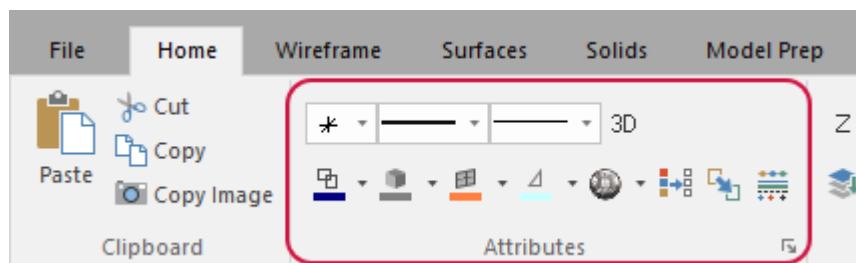 File Home Wireframe Surfaces Solids Model Prep
Cut
Copy
Paste
Copy Image
3D
Z
Clipboard Attributes